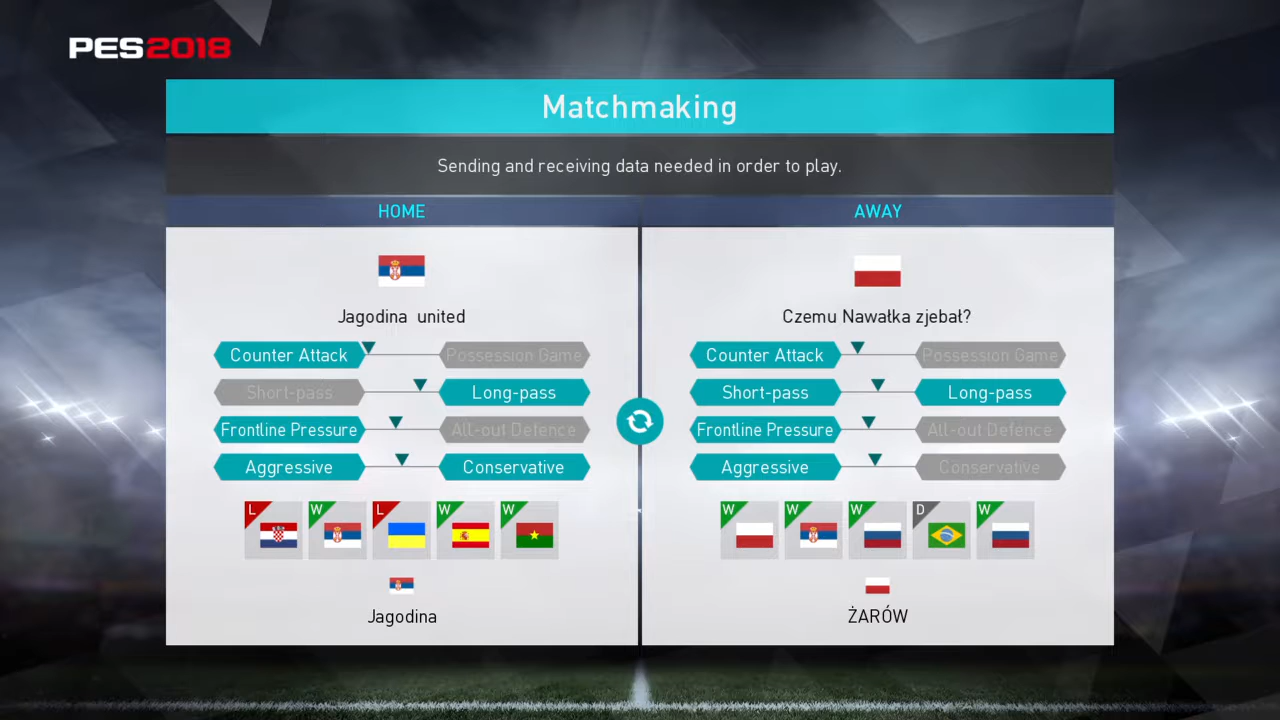 PES2018
Matchmaking
Sending and receiving data needed in order to play.
HOME
AWAY
Jagodina united
Czemu Nawałka zjebał?
Counter Attack Possession Game
Counter Attack Possession Game
Short-pass Long-pass
Short-pass Long-pass
Frontline Pressure All-out Defence
Frontline Pressure All-out Defence
Aggressive Conservative
Aggressive Conservative
L W L W W
W W W D W
Jagodina
ŻARÓW